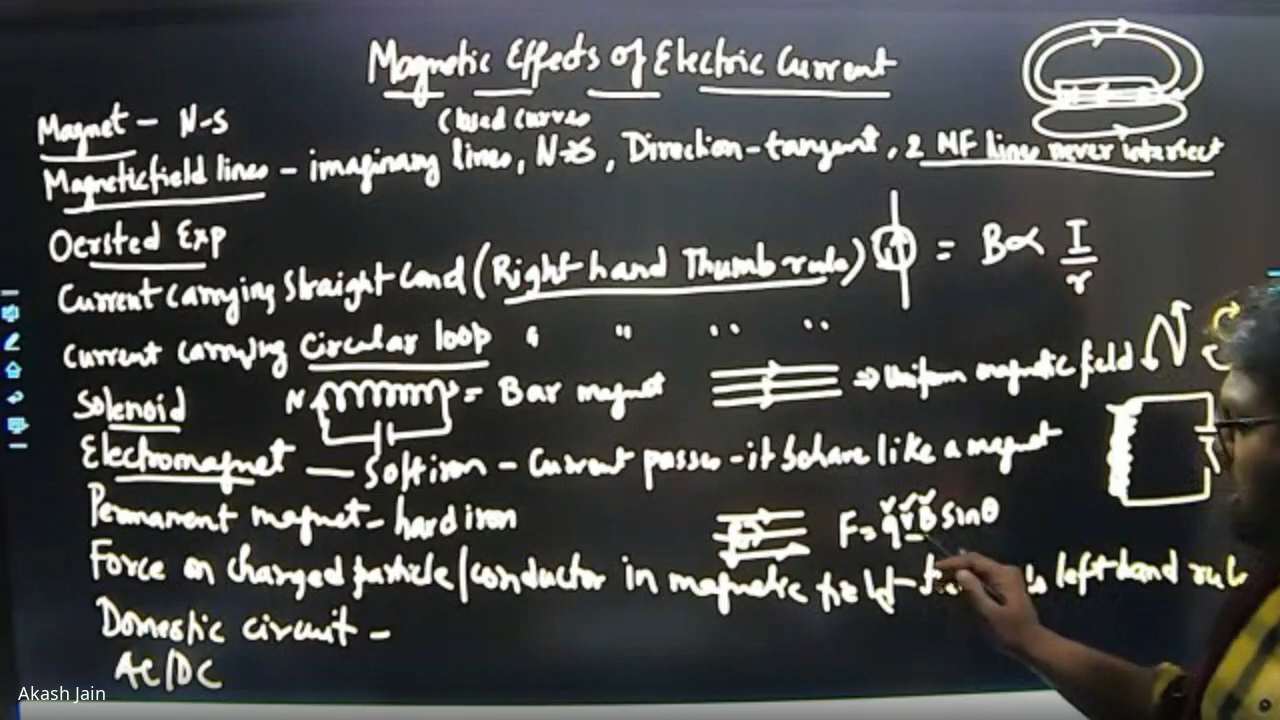 Magnetic Effects of Electric Current
Magnet - N-S
Closed curves
Magnetic field lines - imaginary lines, N→S, Direction-tangent, 2 MF lines never intersect
Oersted Exp
Current carrying straight cond (Right hand Thumb rule) = B∝ I/r
Current carrying circular loop " " " "
Solenoid N = Bar magnet ⇒ Uniform magnetic field N
Electromagnet — Soft iron - Current passes - it behave like a magnet
Permanent magnet - hard iron F = qvB sinθ
Force on charged particle/conductor in magnetic field - left hand rule
Domestic circuit -
AC/DC
Akash Jain